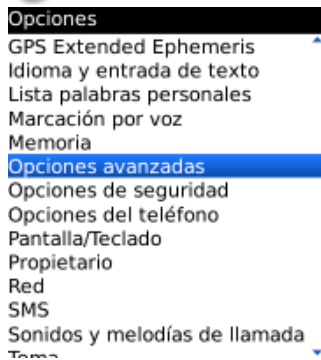 Opciones
GPS Extended Ephemeris
Idioma y entrada de texto
Lista palabras personales
Marcación por voz
Memoria
Opciones avanzadas
Opciones de seguridad
Opciones del teléfono
Pantalla/Teclado
Propietario
Red
SMS
Sonidos y melodías de llamada
Tema